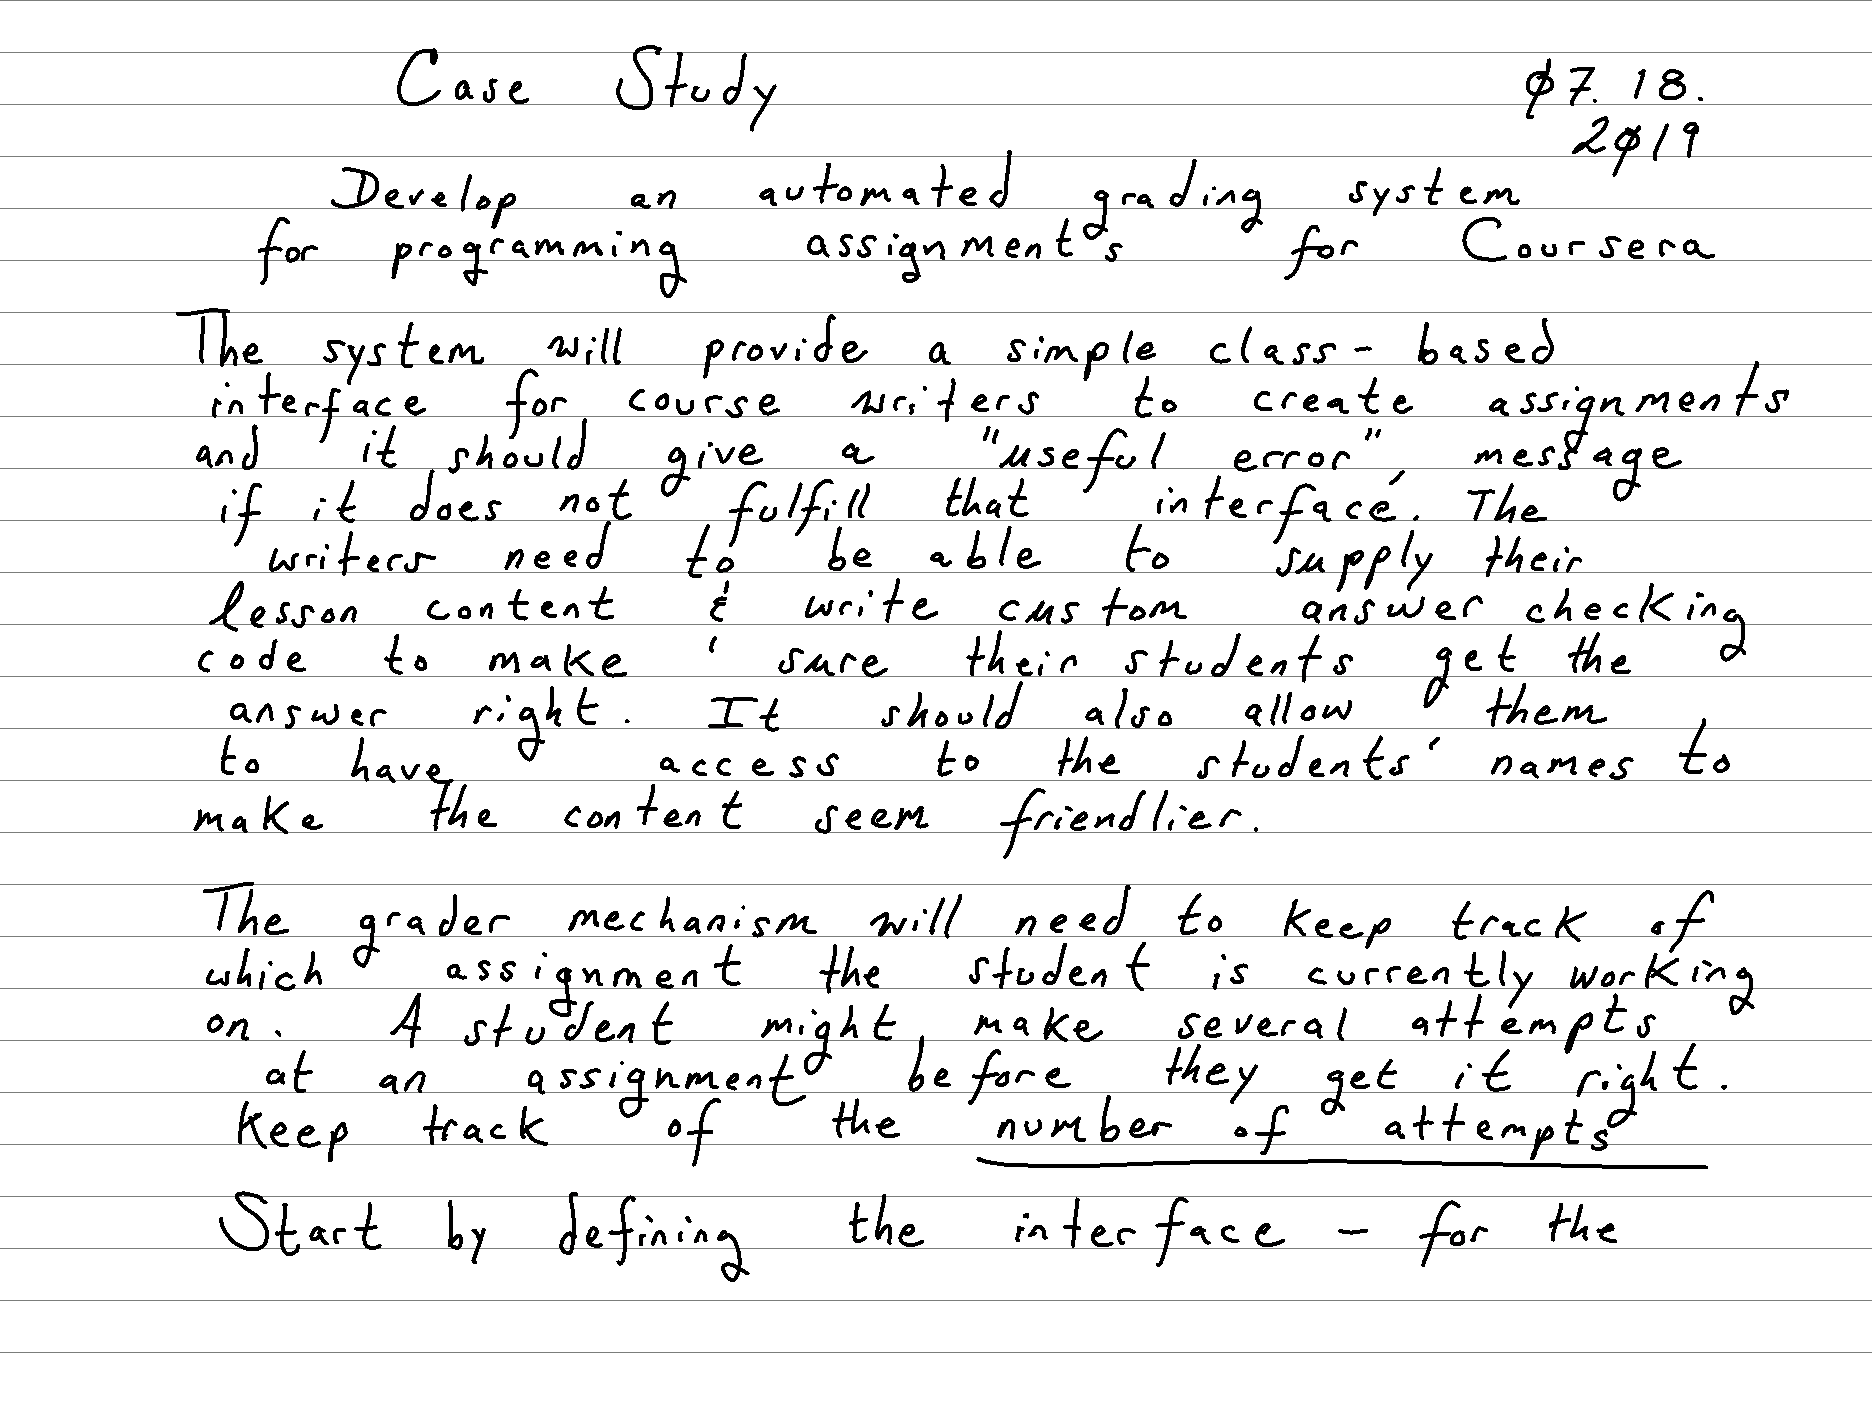 Case Study
ø7. 18.
2ø19
Develop an automated grading system
for programming assignments for Coursera
The system will provide a simple class-based
interface for course writers to create assignments
and it should give a "useful error", message
if it does not fulfill that interface. The
writers need to be able to supply their
lesson content & write custom answer checking
code to make sure their students get the
answer right. It should also allow them
to have access to the students' names to
make the content seem friendlier.
The grader mechanism will need to keep track of
which assignment the student is currently working
on. A student might make several attempts
at an assignment before they get it right.
Keep track of the number of attempts
Start by defining the interface - for the